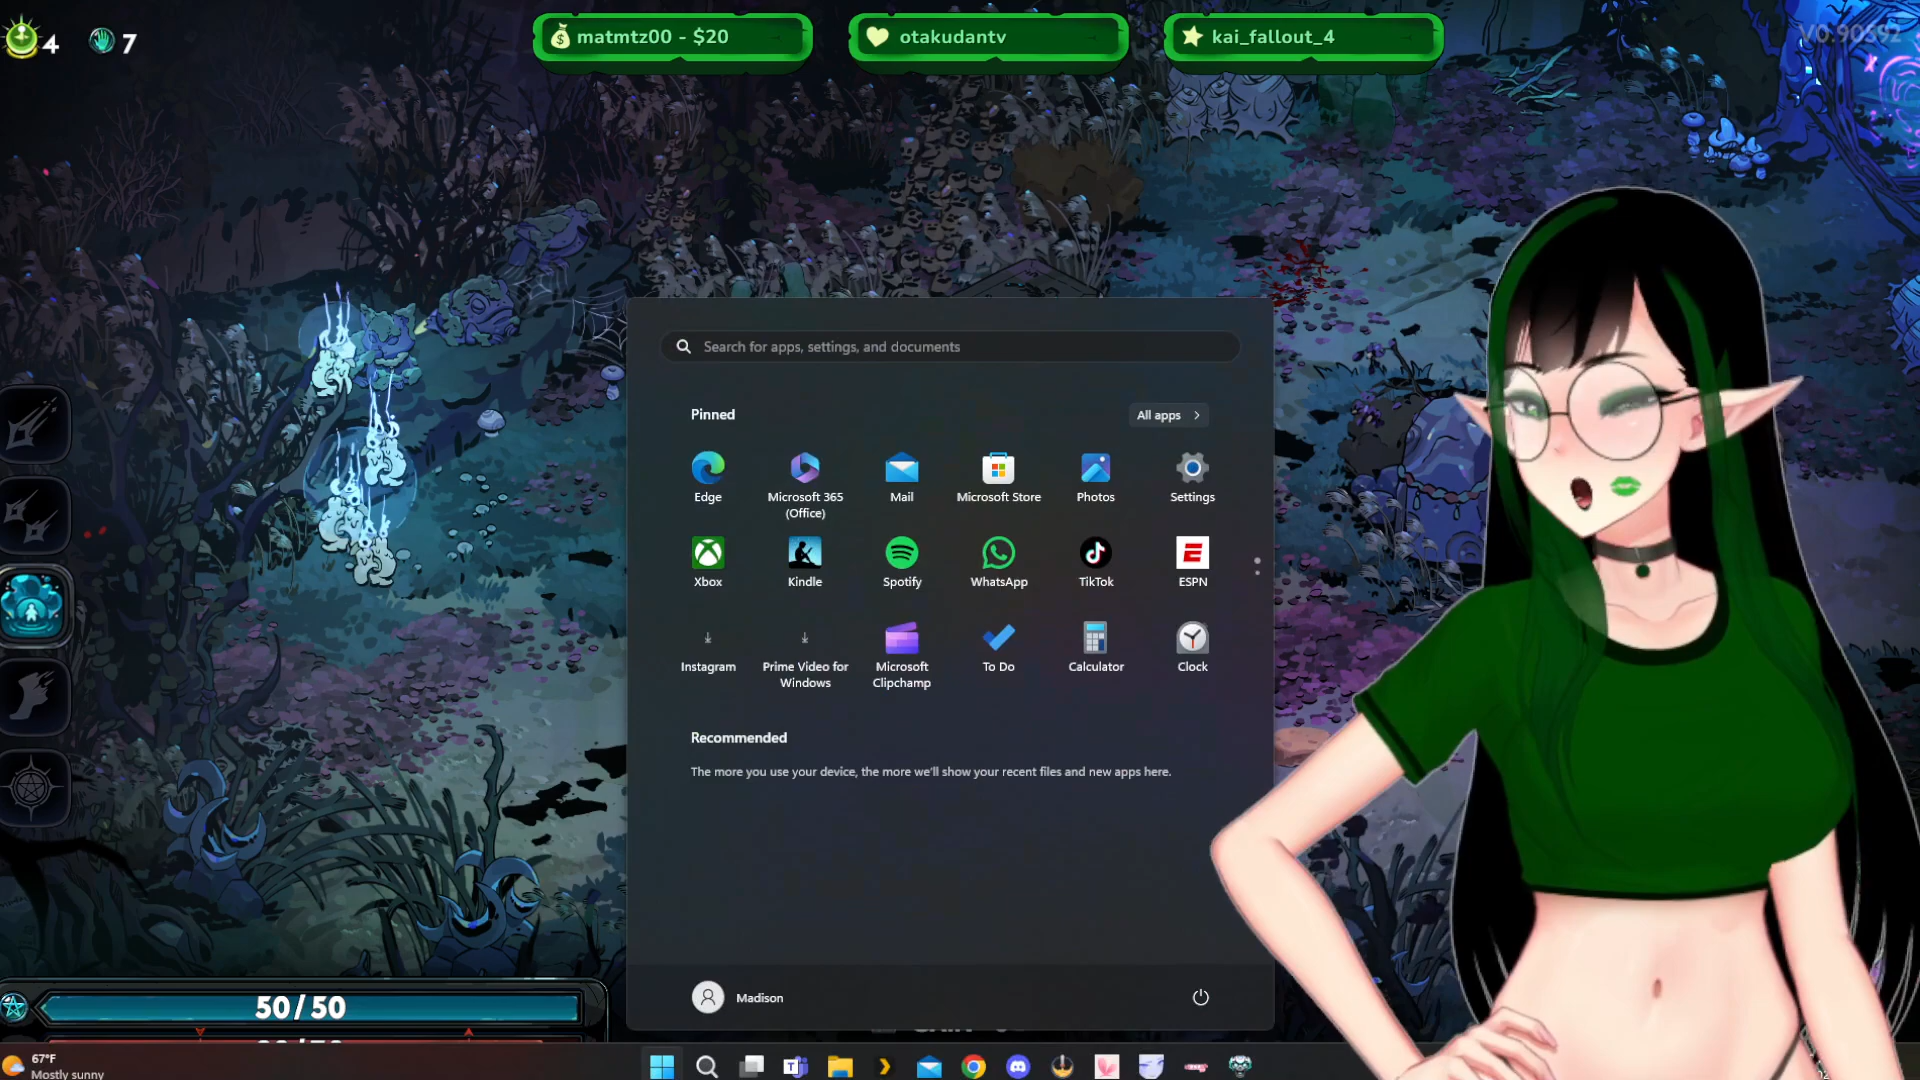 4
7
matmtz00 - $20
otakudantv
kai_fallout_4
V0.90592
Search for apps, settings, and documents
Pinned
All apps
Edge
Microsoft 365
(Office)
Mail
Microsoft Store
Photos
Settings
Xbox
Kindle
Spotify
WhatsApp
TikTok
ESPN
Instagram
Prime Video for
Windows
Microsoft
Clipchamp
To Do
Calculator
Clock
Recommended
The more you use your device, the more we'll show your recent files and new apps here.
Madison
50/50
67°F
Mostly sunny